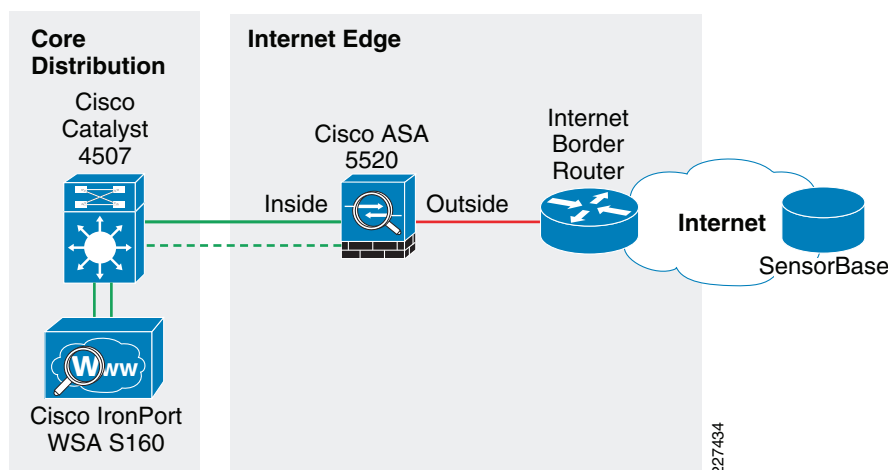 Core
Distribution
Cisco
Catalyst
4507
Cisco IronPort
WSA S160
Internet Edge
Cisco ASA
5520
Inside
Outside
Internet
Border
Router
Internet
SensorBase
Www
227434